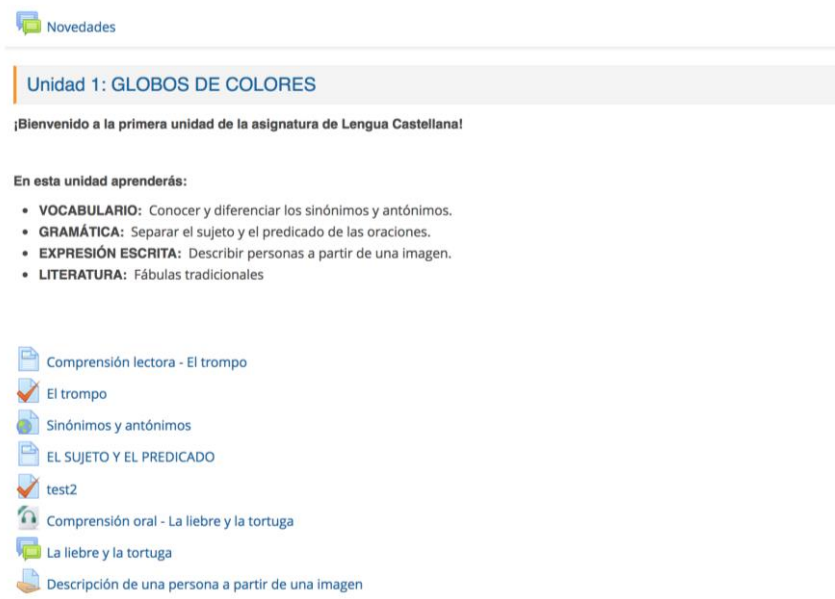 Novedades
Unidad 1: GLOBOS DE COLORES
¡Bienvenido a la primera unidad de la asignatura de Lengua Castellana!
En esta unidad aprenderás:
• VOCABULARIO: Conocer y diferenciar los sinónimos y antónimos.
• GRAMÁTICA: Separar el sujeto y el predicado de las oraciones.
• EXPRESIÓN ESCRITA: Describir personas a partir de una imagen.
• LITERATURA: Fábulas tradicionales
Comprensión lectora - El trompo
El trompo
Sinónimos y antónimos
EL SUJETO Y EL PREDICADO
test2
Comprensión oral - La liebre y la tortuga
La liebre y la tortuga
Descripción de una persona a partir de una imagen